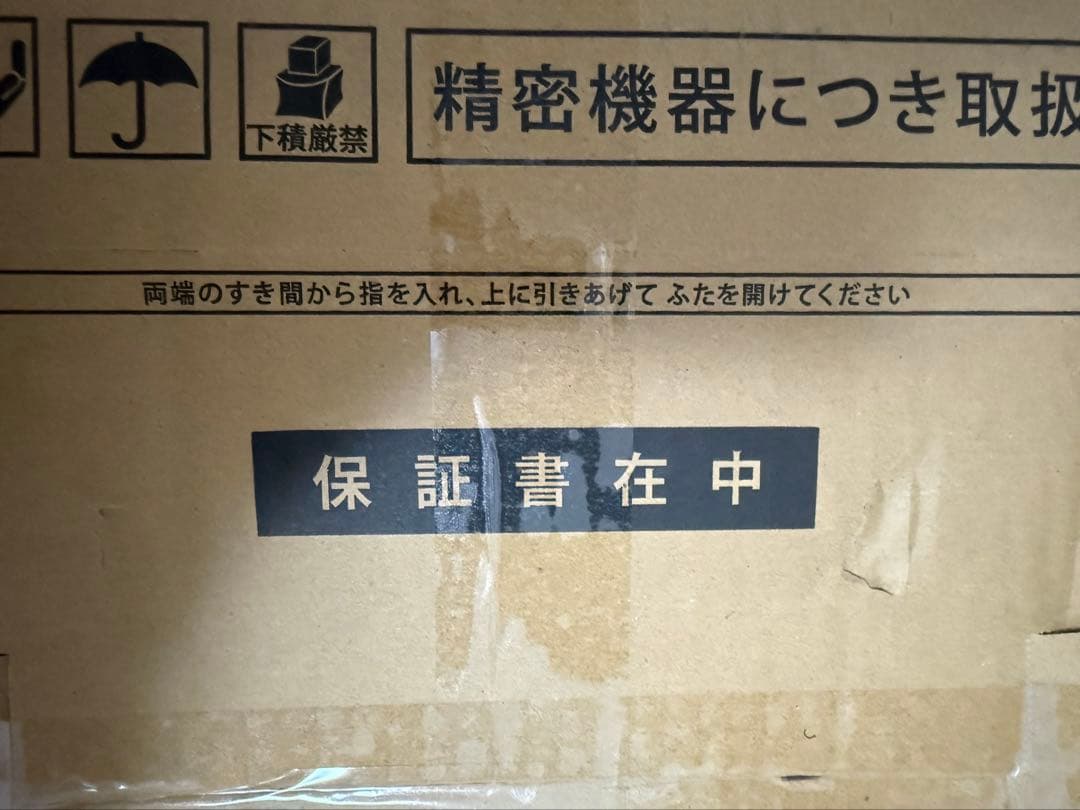 精密機器につき取扱
下積厳禁
両端のすき間から指を入れ、上に引きあげて ふたを開けてください
保証書在中